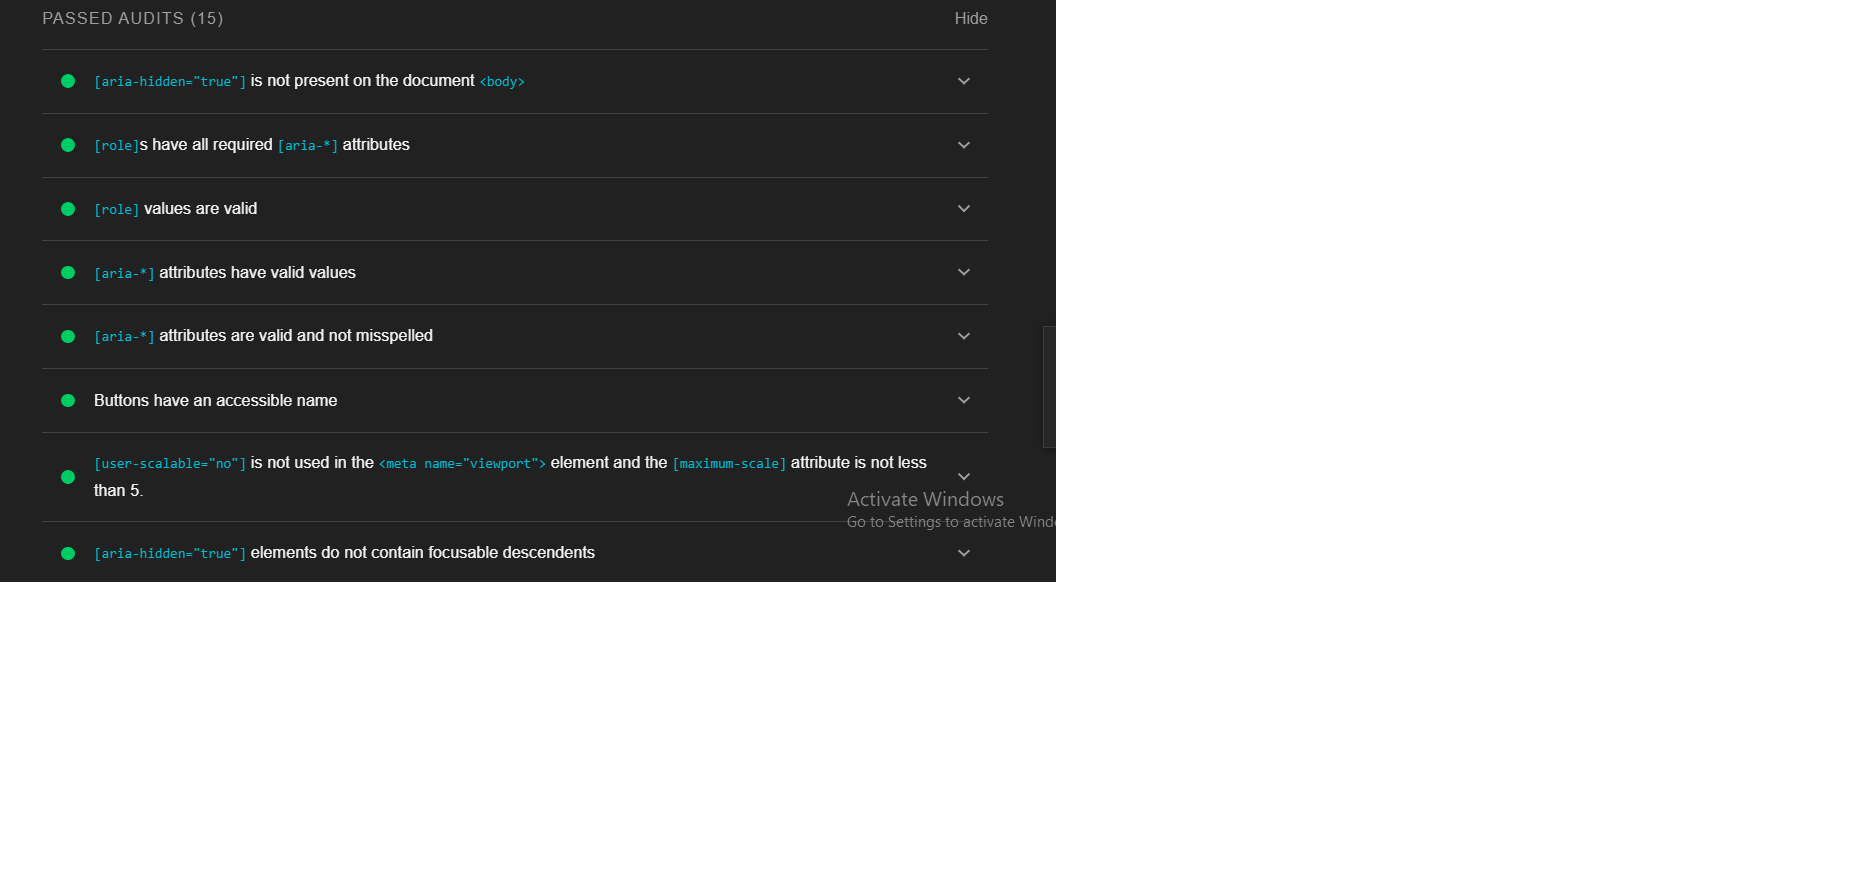 PASSED AUDITS (15)
Hide
[aria-hidden="true"] is not present on the document <body>
[role]s have all required [aria-*] attributes
[role] values are valid
[aria-*] attributes have valid values
[aria-*] attributes are valid and not misspelled
Buttons have an accessible name
[user-scalable="no"] is not used in the <meta name="viewport"> element and the [maximum-scale] attribute is not less
than 5.
Activate Windows
Go to Settings to activate Wind
[aria-hidden="true"] elements do not contain focusable descendents